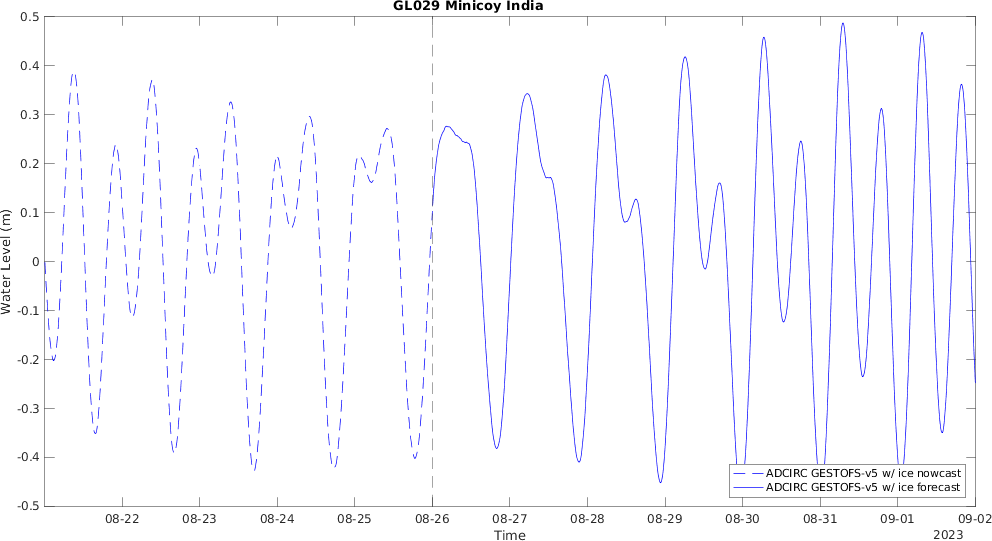 GL029 Minicoy India
0.5
0.4
0.3
0.2
0.1
0
-0.1
-0.2
-0.3
-0.4
-0.5
Water Level (m)
ADCIRC GESTOFS-v5 w/ ice nowcast
ADCIRC GESTOFS-v5 w/ ice forecast
08-22 08-23 08-24 08-25 08-26 08-27 08-28 08-29 08-30 08-31 09-01 09-02
Time
2023